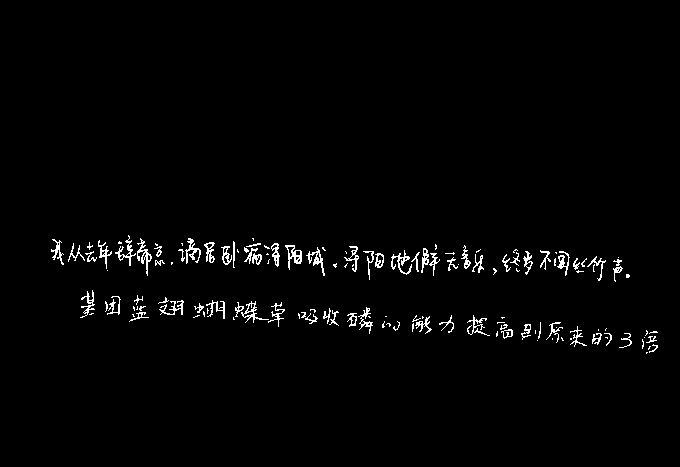 我从去年辞帝京，谪居卧病浔阳城。浔阳地僻无音乐，终岁不闻丝竹声。
基因蓝翅蝴蝶草吸收磷的能力提高到原来的3倍